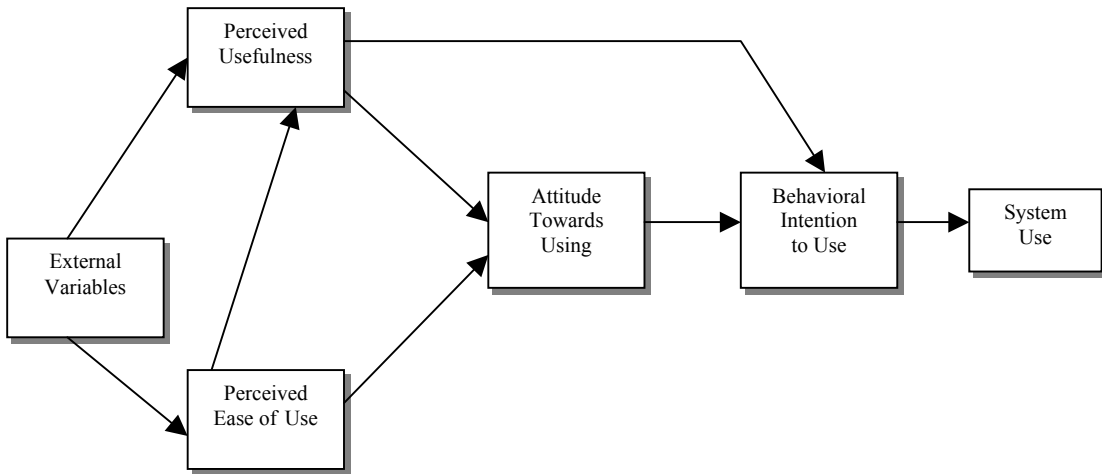 Perceived
Usefulness
Attitude
Towards
Using
Behavioral
Intention
to Use
System
Use
External
Variables
Perceived
Ease of Use